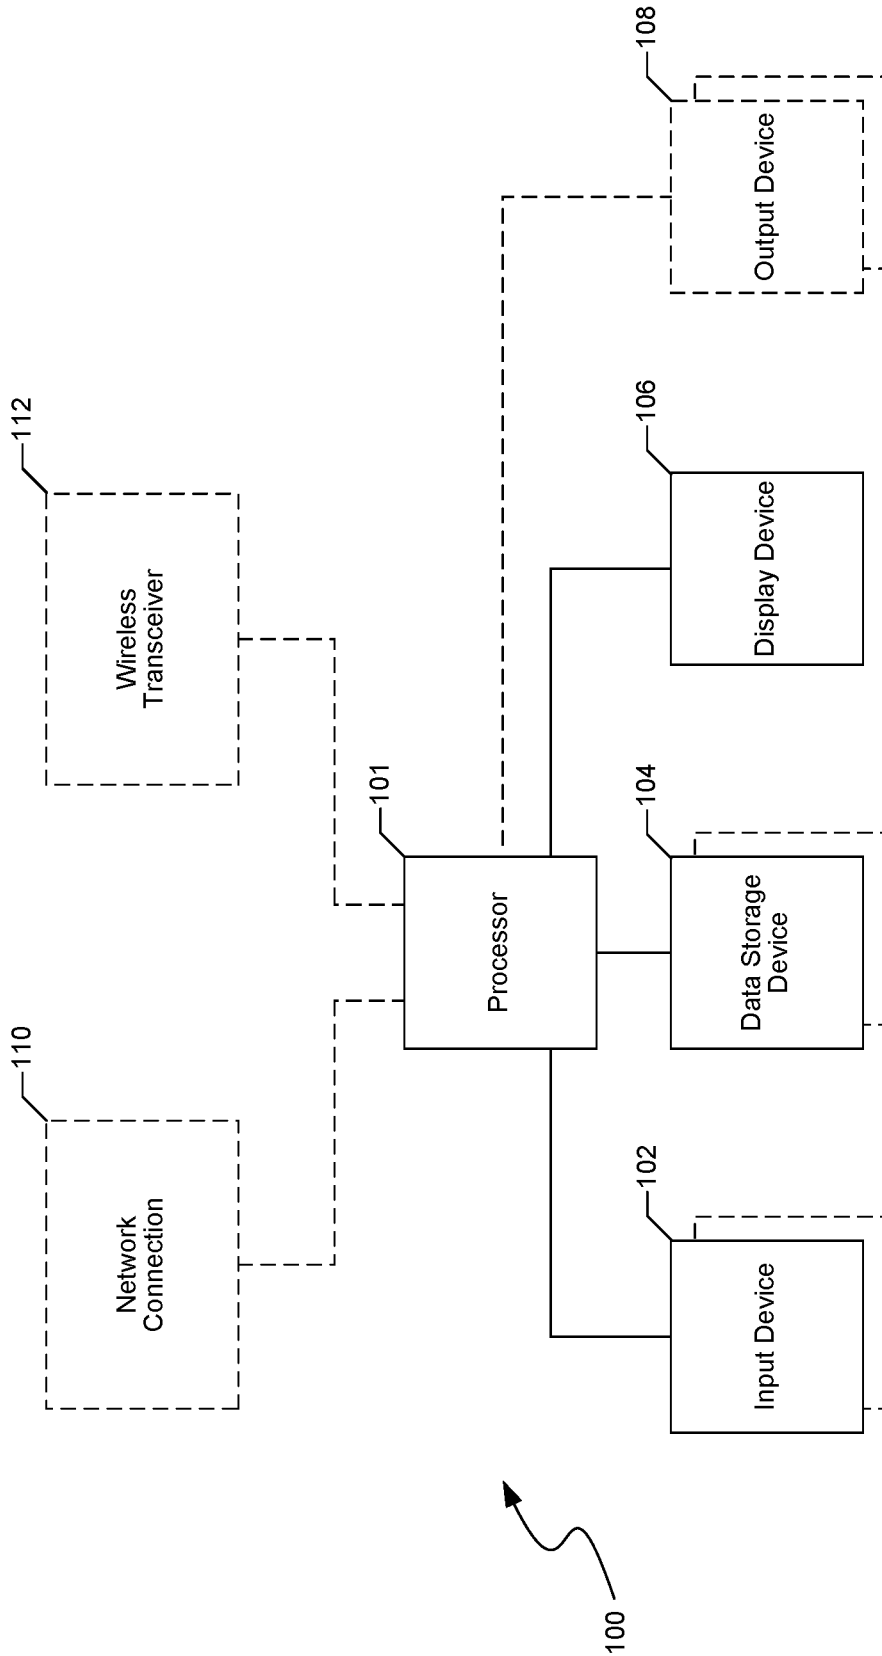 110
Network
Connection
112
Wireless
Transceiver
101
Processor
102
Input Device
104
Data Storage
Device
106
Display Device
108
Output Device
100